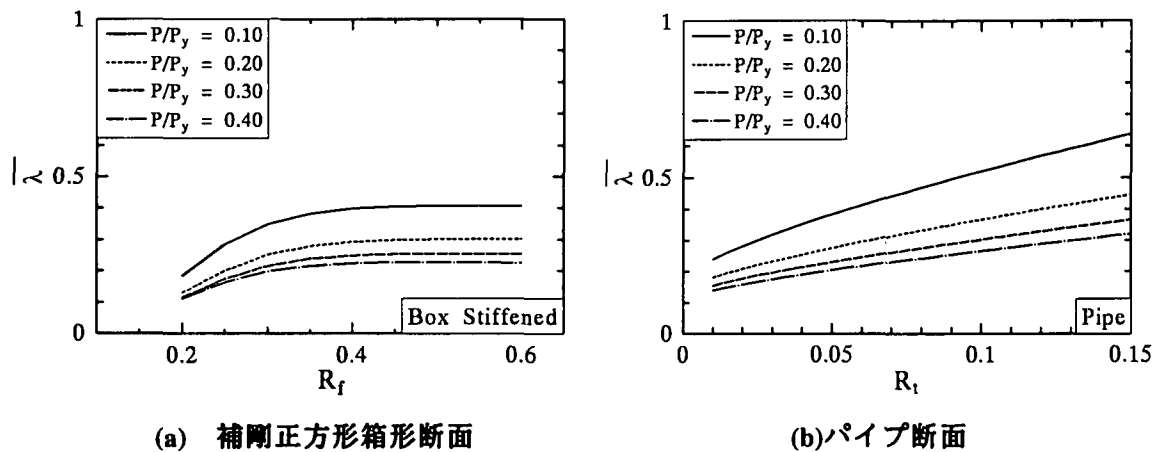 1
P/Py = 0.10
P/Py = 0.20
P/Py = 0.30
P/Py = 0.40
λ
0.5
0
Box Stiffened
0.2
0.4
0.6
Rf
(a) 補剛正方形箱形断面
1
P/Py = 0.10
P/Py = 0.20
P/Py = 0.30
P/Py = 0.40
λ
0.5
0
Pipe
0
0.05
0.1
0.15
Rt
(b)パイプ断面